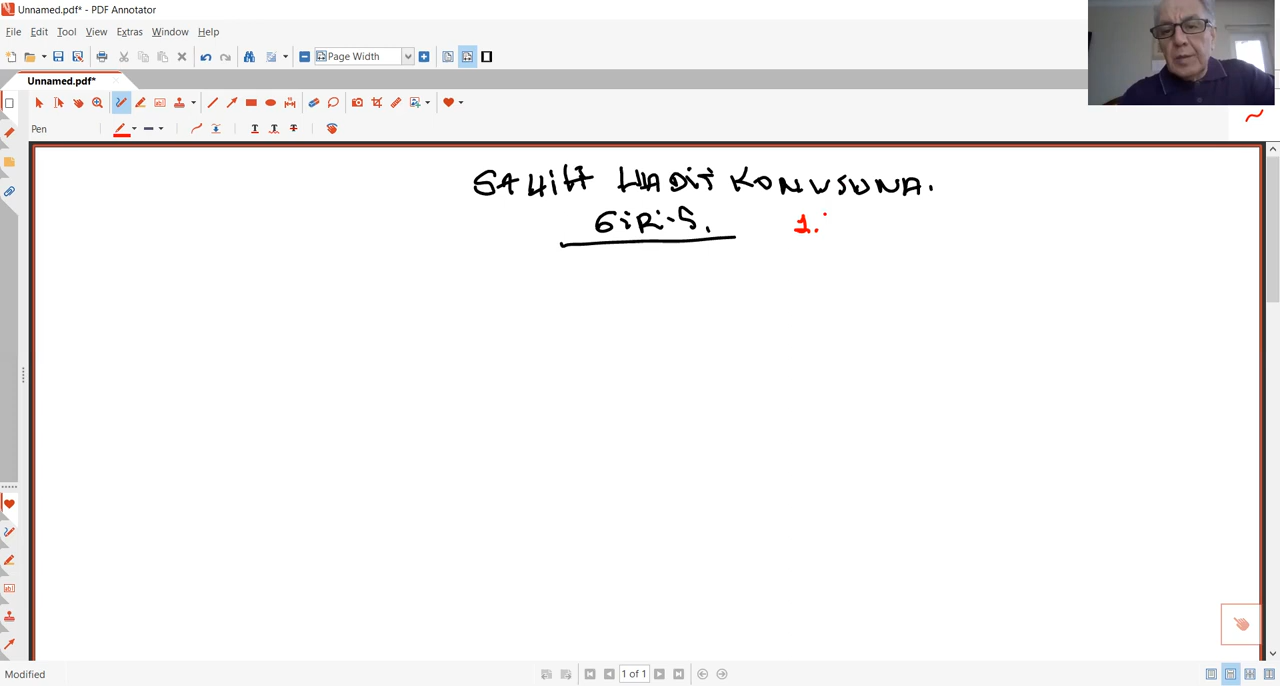 Unnamed.pdf* - PDF Annotator
File Edit Tool View Extras Window Help
Page Width
Unnamed.pdf*
Pen
SAHİH HADİT KONUSUNA.
GİRİŞ. 1.
1 of 1
Modified